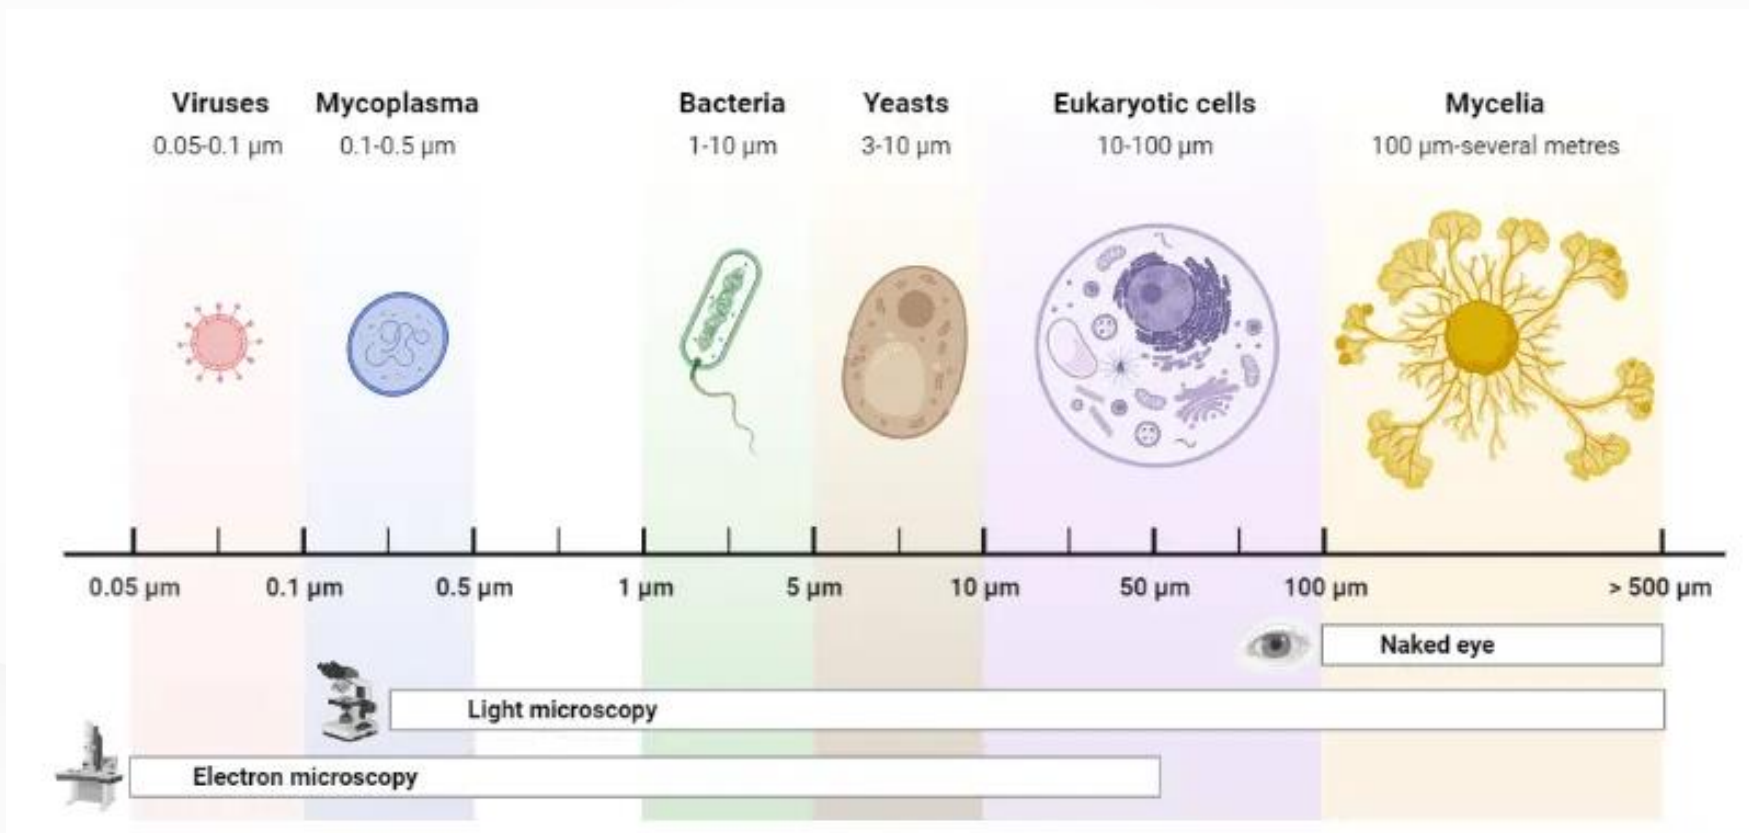 Viruses
0.05-0.1 µm
Mycoplasma
0.1-0.5 µm
Bacteria
1-10 µm
Yeasts
3-10 µm
Eukaryotic cells
10-100 µm
Mycelia
100 µm-several metres
0.05 µm
0.1 µm
0.5 µm
1 µm
5 µm
10 µm
50 µm
100 µm
> 500 µm
Naked eye
Light microscopy
Electron microscopy